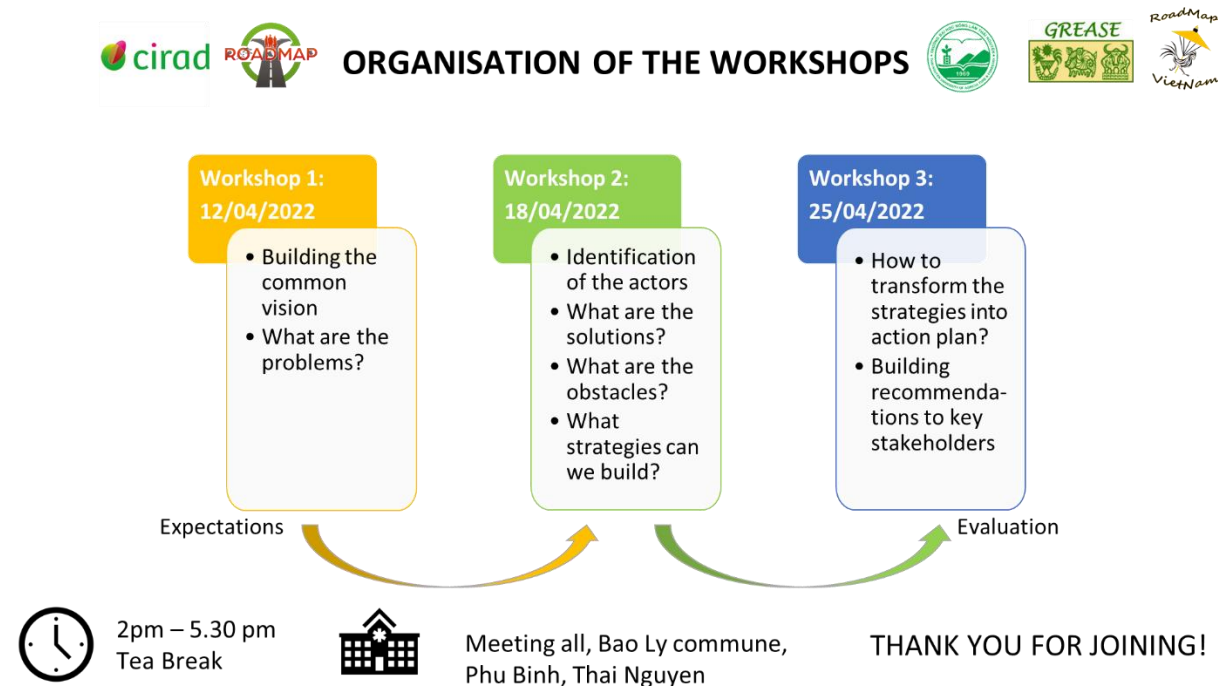 cirad
ROADMAP
ORGANISATION OF THE WORKSHOPS
1969
GREASE
RoadMap
VietNam
Workshop 1:
12/04/2022
• Building the
common
vision
• What are the
problems?
Workshop 2:
18/04/2022
• Identification
of the actors
• What are the
solutions?
• What are the
obstacles?
• What
strategies can
we build?
Workshop 3:
25/04/2022
• How to
transform the
strategies into
action plan?
• Building
recommenda-
tions to key
stakeholders
Expectations
Evaluation
2pm – 5.30 pm
Tea Break
Meeting all, Bao Ly commune,
Phu Binh, Thai Nguyen
THANK YOU FOR JOINING!